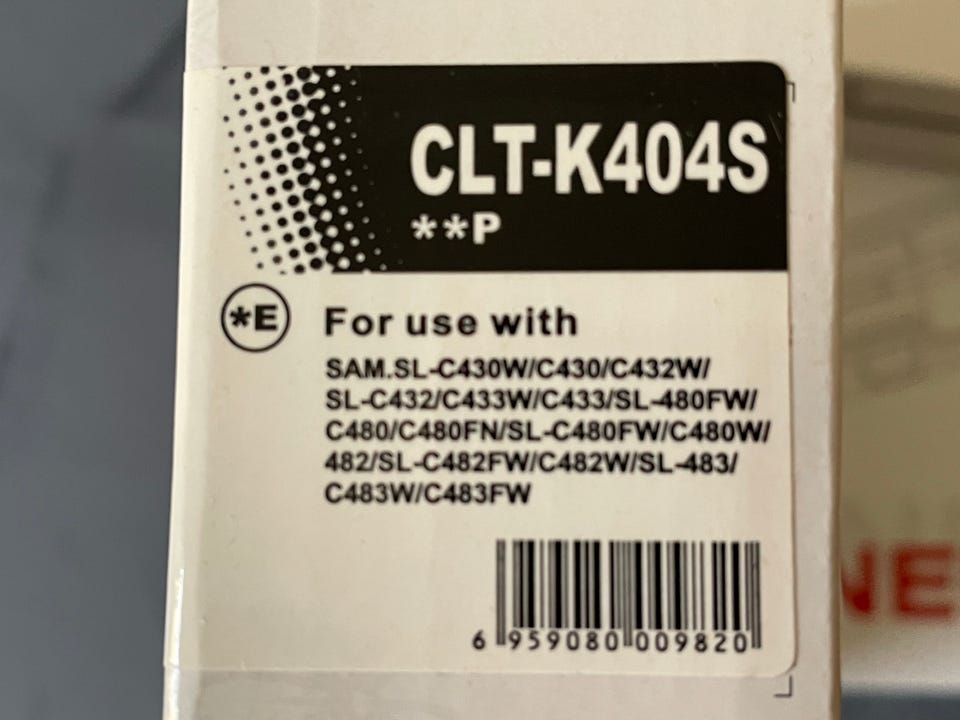 CLT-K404S
**P
*E
For use with
SAM.SL-C430W/C430/C432W/
SL-C432/C433W/C433/SL-480FW/
C480/C480FN/SL-C480FW/C480W/
482/SL-C482FW/C482W/SL-483/
C483W/C483FW
6 959080 009820
NE